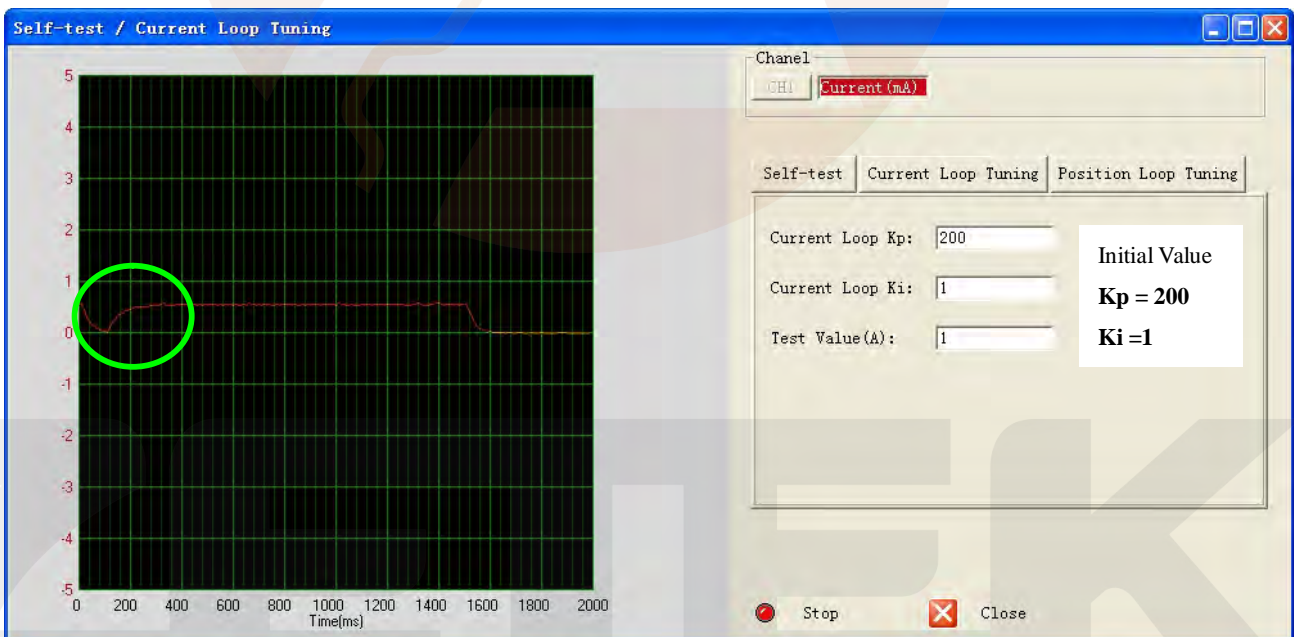 Self-test / Current Loop Tuning
5
4
3
2
1
0
-1
-2
-3
-4
-5
0 200 400 600 800 1000 1200 1400 1600 1800 2000
Time(ms)
Chanel
CH1 Current(mA)
Self-test Current Loop Tuning Position Loop Tuning
Current Loop Kp: 200
Current Loop Ki: 1
Test Value(A): 1
Initial Value
Kp = 200
Ki =1
Stop Close